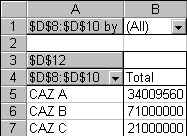 A B
1 $D$8:$D$10 by (All)
2
3 $D$12
4 $D$8:$D$10 Total
5 CAZ A 34009560
6 CAZ B 71000000
7 CAZ C 21000000